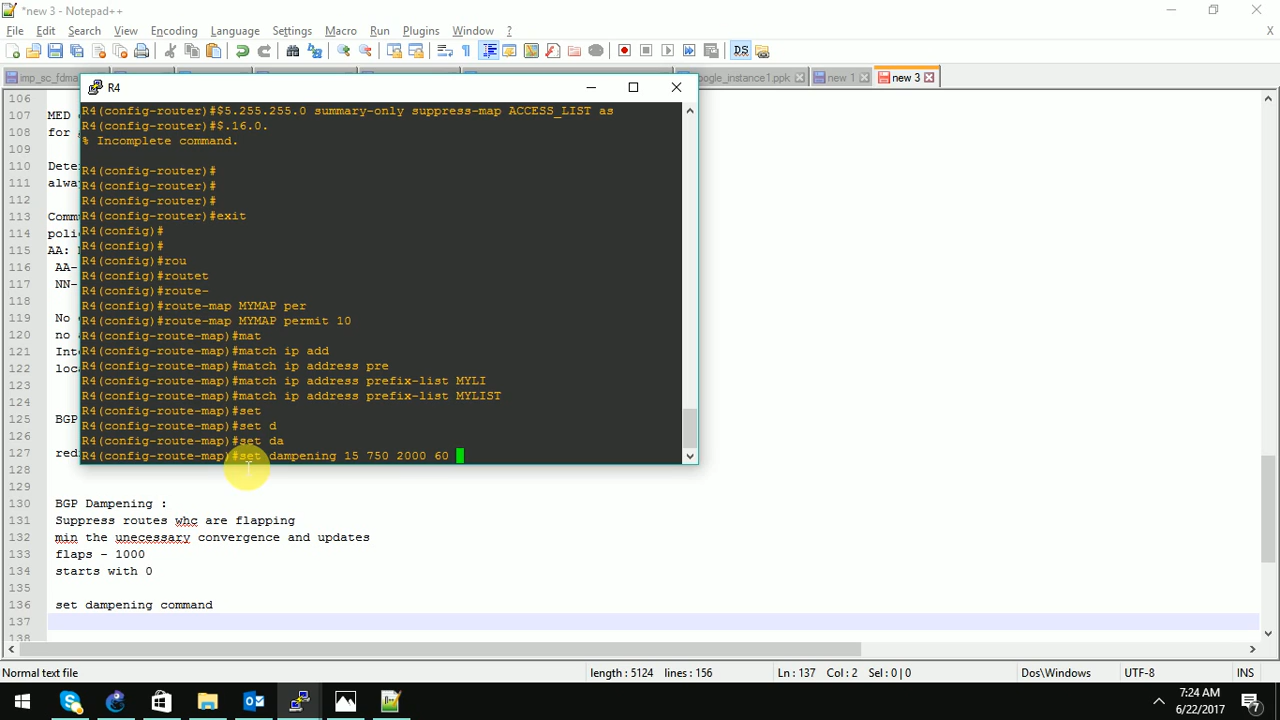 *new 3 - Notepad++
File Edit Search View Encoding Language Settings Macro Run Plugins Window ?
imp_sc_fdma
oogle_instance1.ppk new 1 new 3
R4
R4(config-router)#$5.255.255.0 summary-only suppress-map ACCESS_LIST as
R4(config-router)#$.16.0.
% Incomplete command.
R4(config-router)#
R4(config-router)#
R4(config-router)#
R4(config-router)#exit
R4(config)#
R4(config)#
R4(config)#rou
R4(config)#routet
R4(config)#route-
R4(config)#route-map MYMAP per
R4(config)#route-map MYMAP permit 10
R4(config-route-map)#mat
R4(config-route-map)#match ip add
R4(config-route-map)#match ip address pre
R4(config-route-map)#match ip address prefix-list MYLI
R4(config-route-map)#match ip address prefix-list MYLIST
R4(config-route-map)#set
R4(config-route-map)#set d
R4(config-route-map)#set da
R4(config-route-map)#set dampening 15 750 2000 60
106
107 MED
108 for
109
110 Dete
111 alwa
112
113 Comm
114 poli
115 AA:
116 AA-
117 NN-
118
119 No
120 no
121 Int
122 loc
123
124
125 BGP
126
127 red
128
129
130 BGP Dampening :
131 Suppress routes whc are flapping
132 min the unecessary convergence and updates
133 flaps - 1000
134 starts with 0
135
136 set dampening command
137
138
Normal text file length : 5124 lines : 156 Ln : 137 Col : 2 Sel : 0 | 0 Dos\Windows UTF-8 INS
7:24 AM
6/22/2017
7